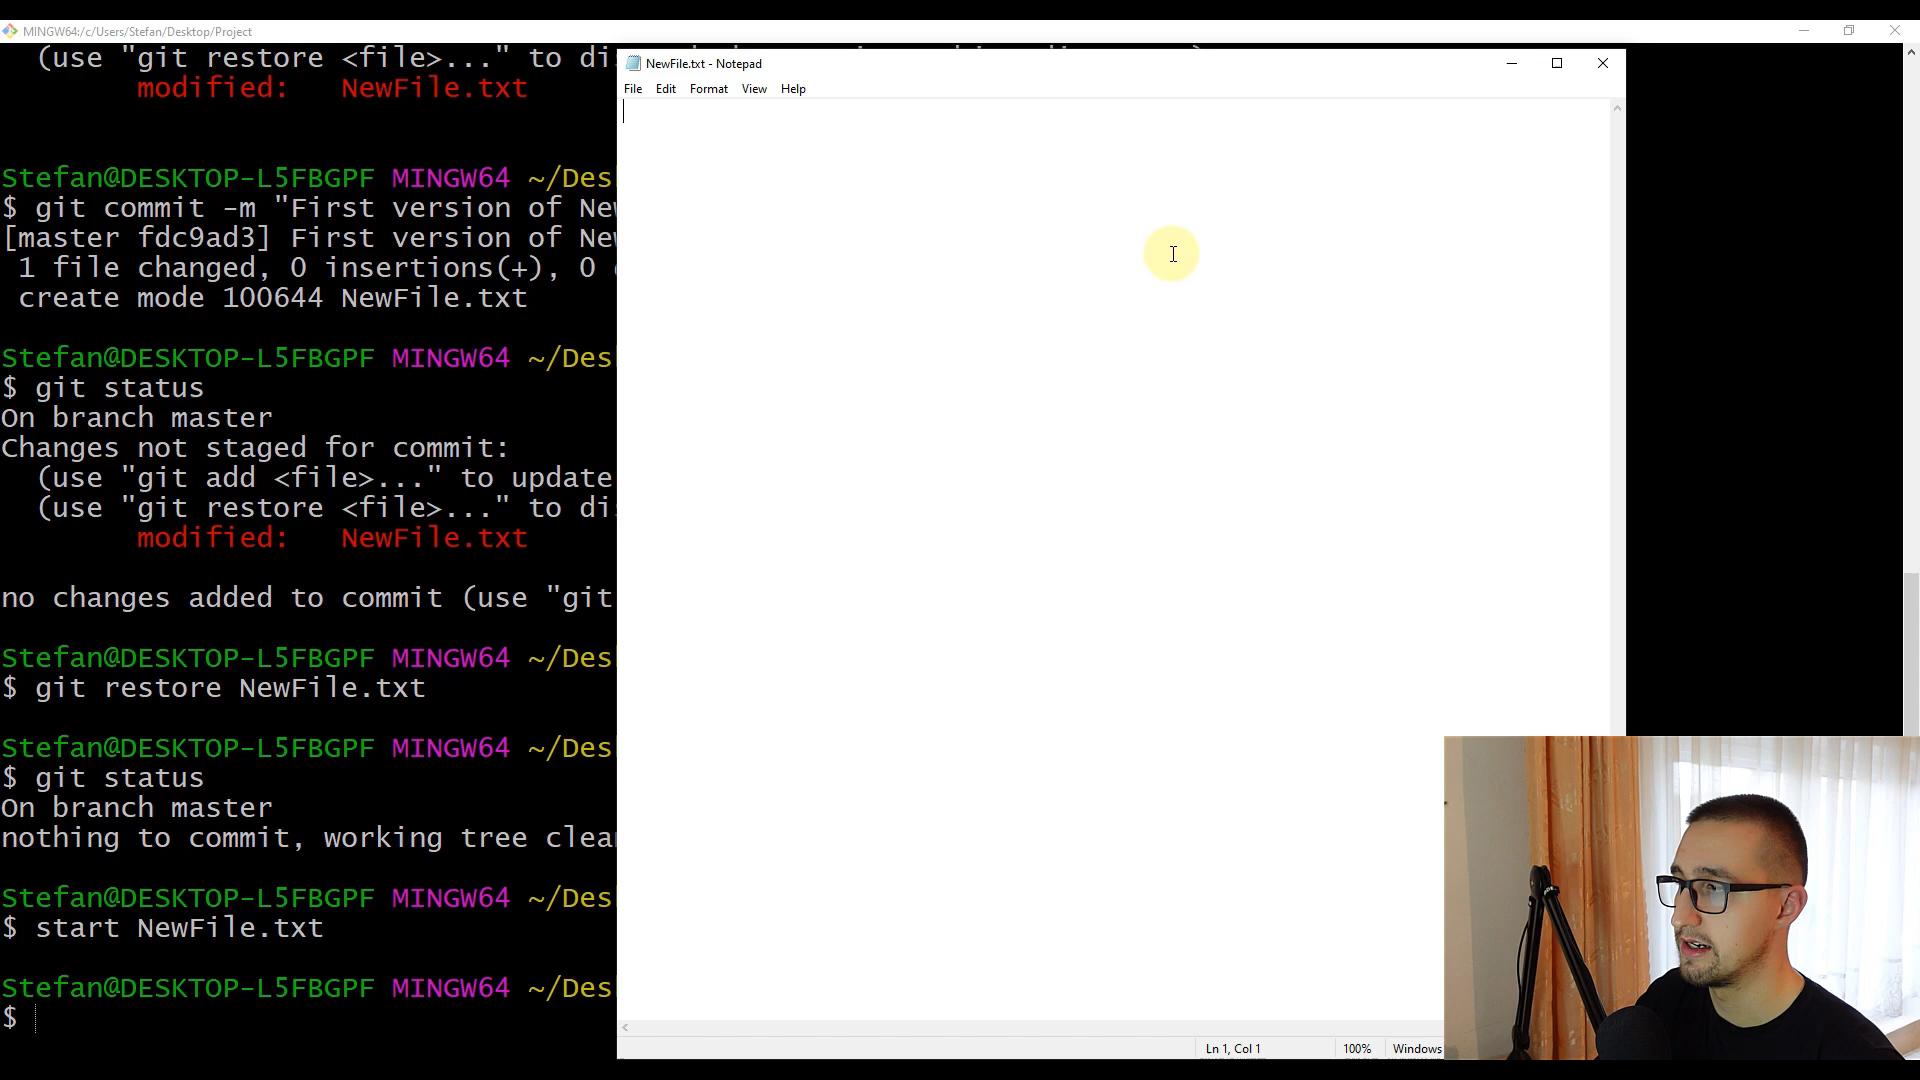 MINGW64:/c/Users/Stefan/Desktop/Project
(use "git restore <file>..." to di
modified: NewFile.txt
Stefan@DESKTOP-L5FBGPF MINGW64 ~/Des
$ git commit -m "First version of Ne
[master fdc9ad3] First version of Ne
1 file changed, 0 insertions(+), 0
create mode 100644 NewFile.txt
Stefan@DESKTOP-L5FBGPF MINGW64 ~/Des
$ git status
On branch master
Changes not staged for commit:
(use "git add <file>..." to update
(use "git restore <file>..." to di
modified: NewFile.txt
no changes added to commit (use "git
Stefan@DESKTOP-L5FBGPF MINGW64 ~/Des
$ git restore NewFile.txt
Stefan@DESKTOP-L5FBGPF MINGW64 ~/Des
$ git status
On branch master
nothing to commit, working tree clea
Stefan@DESKTOP-L5FBGPF MINGW64 ~/Des
$ start NewFile.txt
Stefan@DESKTOP-L5FBGPF MINGW64 ~/Des
$
NewFile.txt - Notepad
File Edit Format View Help
Ln 1, Col 1 100% Windows